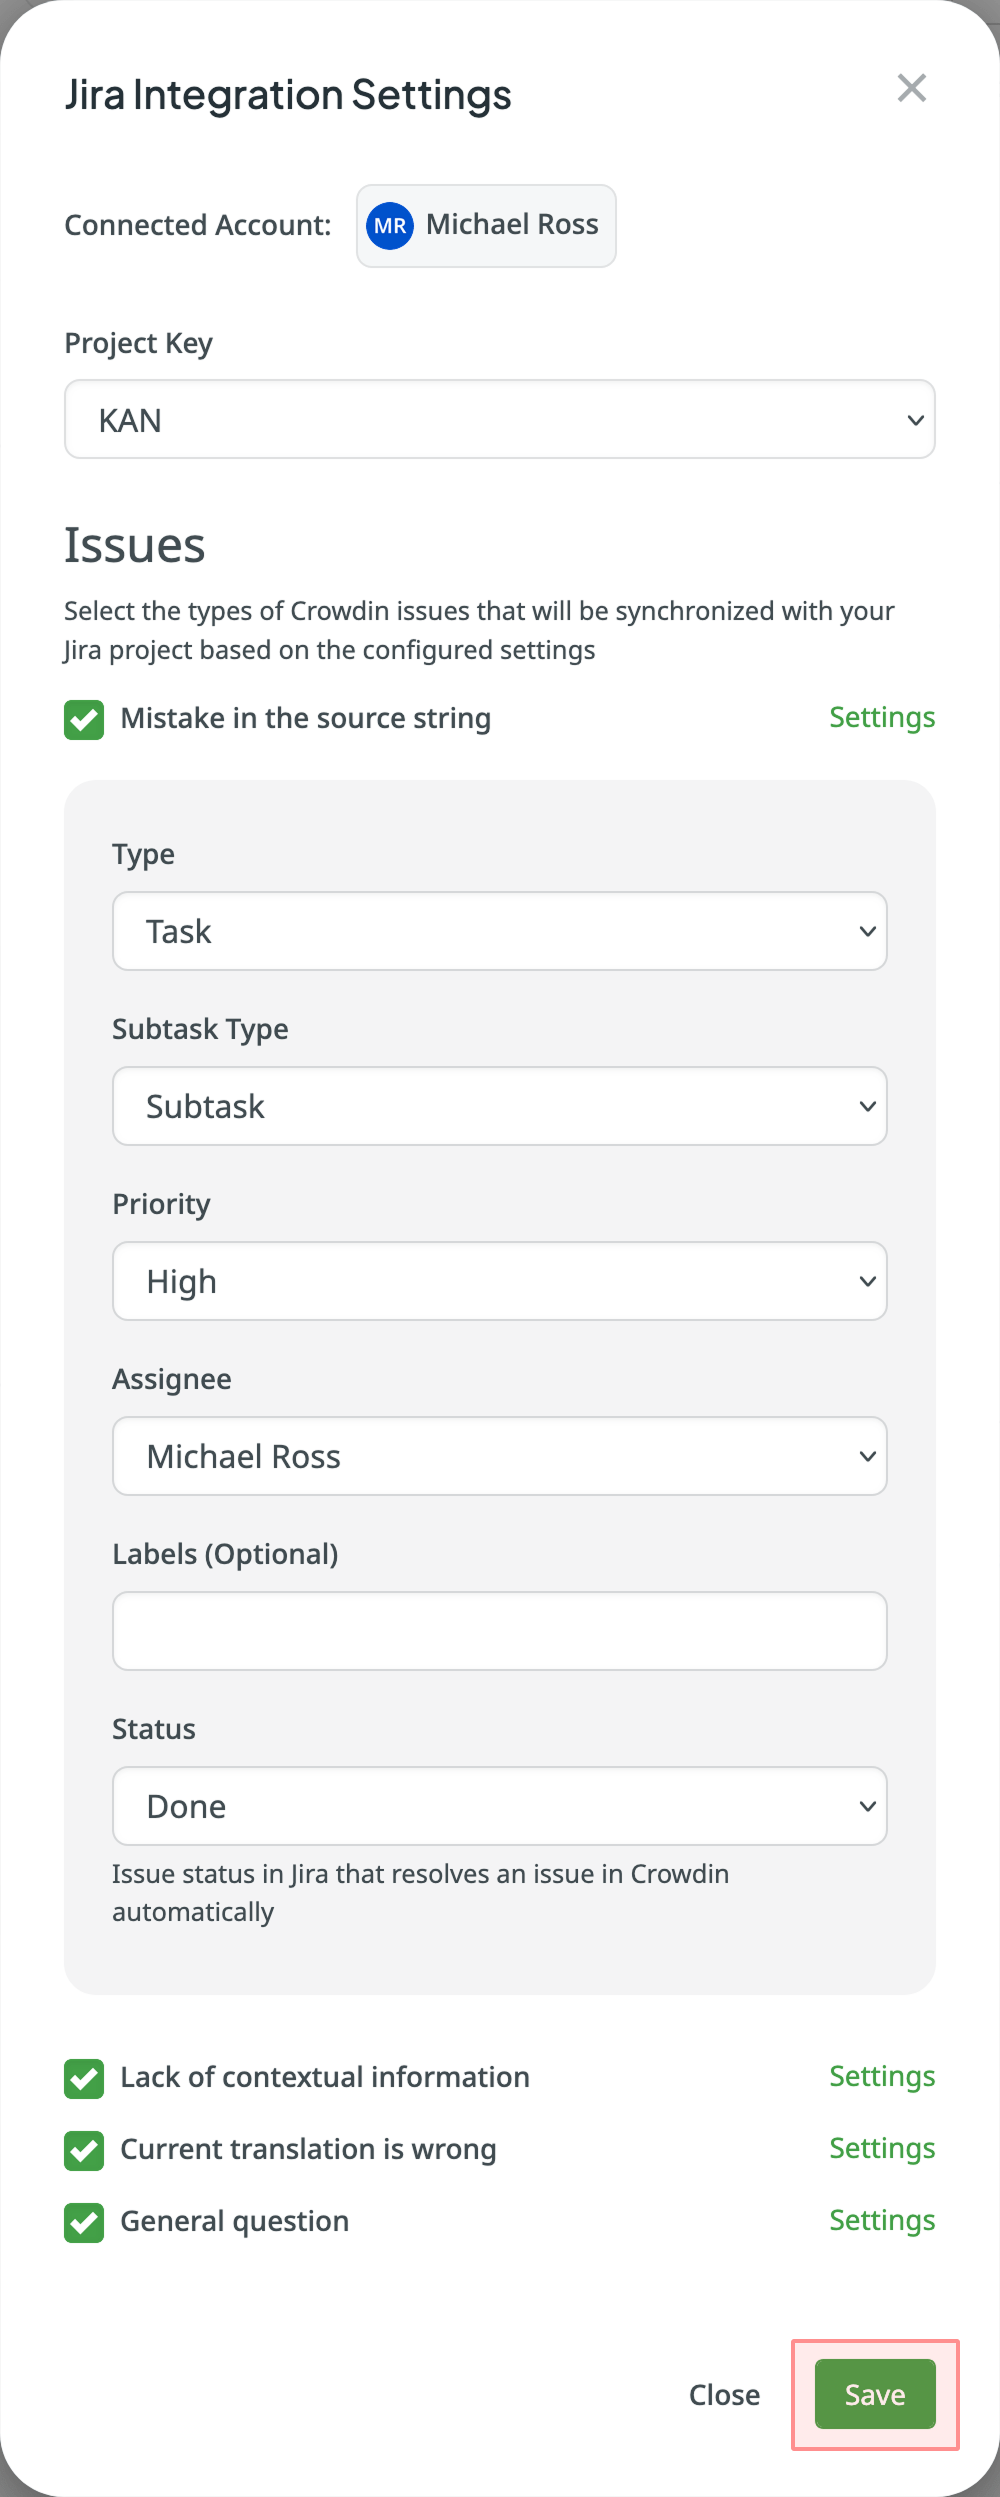 Jira Integration Settings
Connected Account: MR Michael Ross
Project Key
KAN
Issues
Select the types of Crowdin issues that will be synchronized with your
Jira project based on the configured settings
Mistake in the source string Settings
Type
Task
Subtask Type
Subtask
Priority
High
Assignee
Michael Ross
Labels (Optional)
Status
Done
Issue status in Jira that resolves an issue in Crowdin
automatically
Lack of contextual information Settings
Current translation is wrong Settings
General question Settings
Close Save